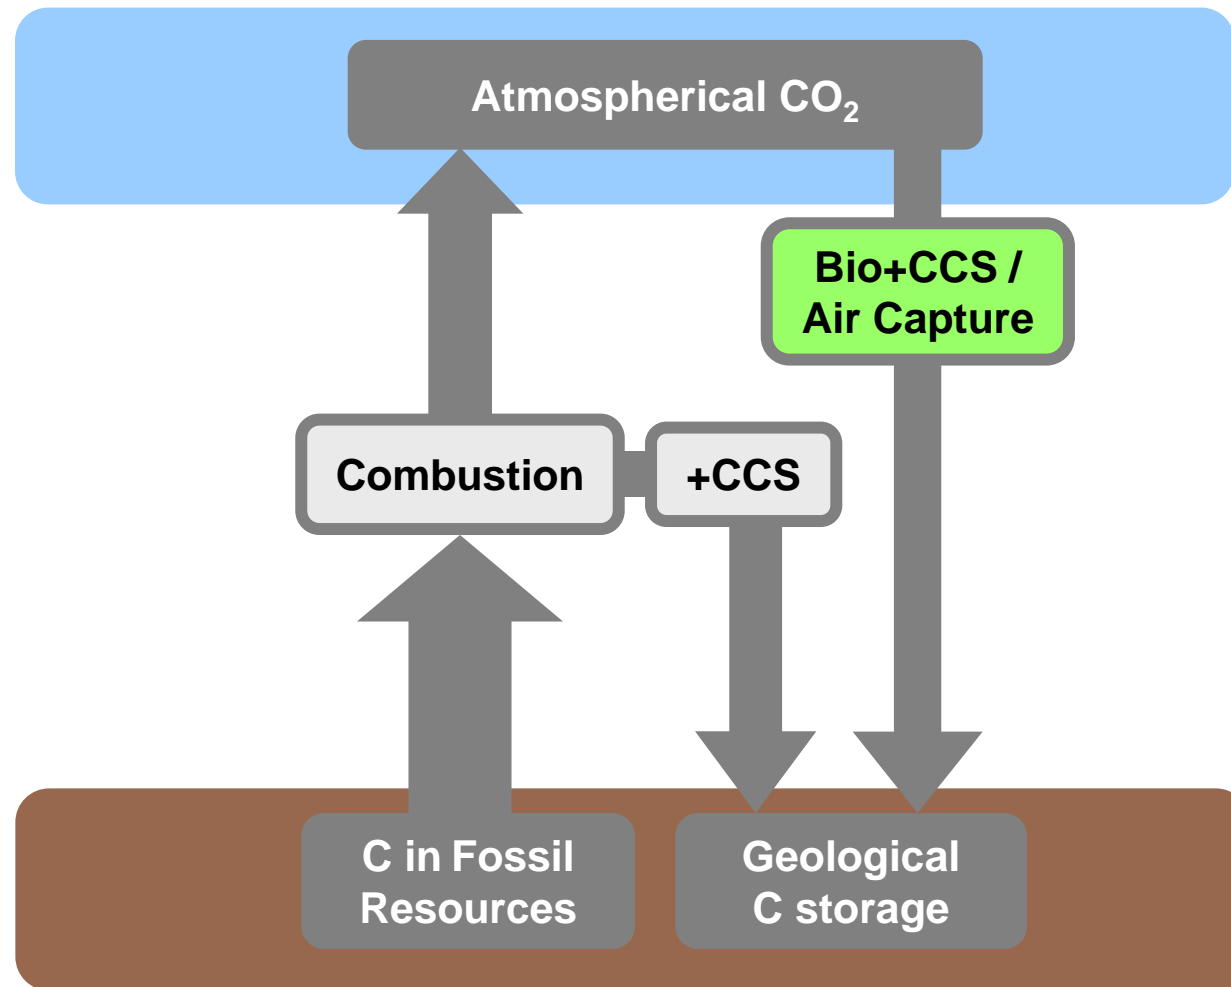 Atmospherical CO₂
Bio+CCS /
Air Capture
Combustion
+CCS
C in Fossil
Resources
Geological
C storage